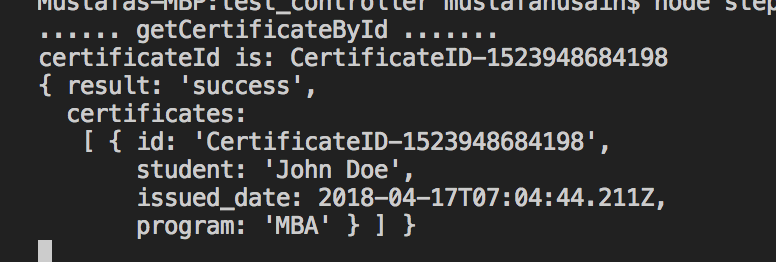 Mustafas-MBP:test_controller mustafahusain$ node step
...... getCertificateById .......
certificateId is: CertificateID-1523948684198
{ result: 'success',
certificates:
[ { id: 'CertificateID-1523948684198',
student: 'John Doe',
issued_date: 2018-04-17T07:04:44.211Z,
program: 'MBA' } ] }